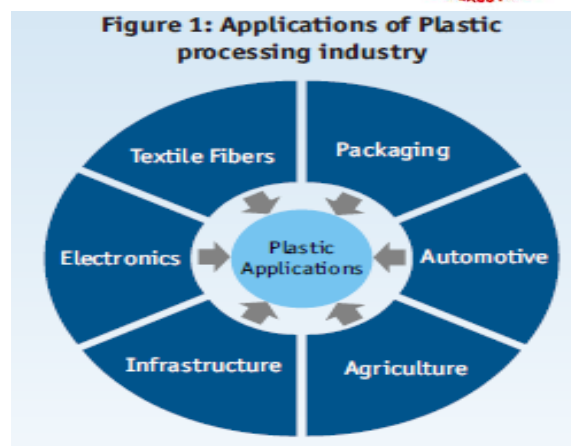 Figure 1: Applications of Plastic
processing industry
Textile Fibers
Packaging
Electronics
Plastic
Applications
Automotive
Infrastructure
Agriculture